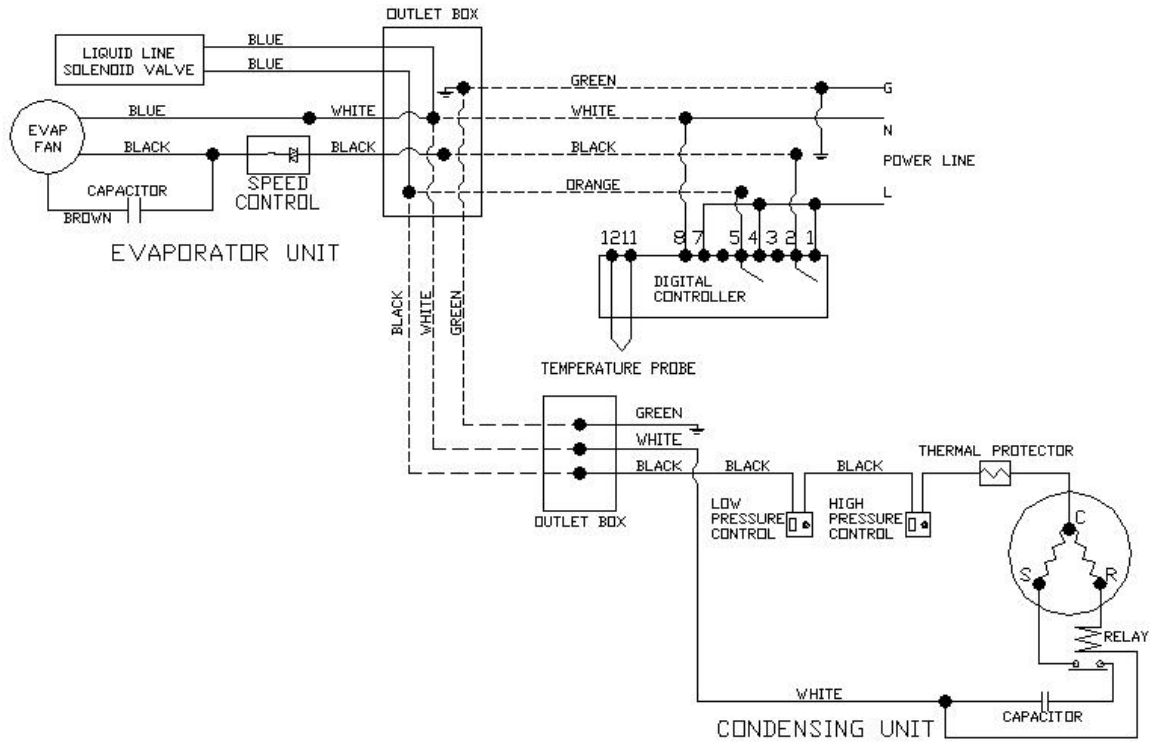 OUTLET BOX
LIQUID LINE
SOLENOID VALVE
BLUE
BLUE
GREEN
G
BLUE
WHITE
WHITE
N
EVAP
FAN
BLACK
BLACK
BLACK
POWER LINE
SPEED
CONTROL
CAPACITOR
BROWN
ORANGE
L
EVAPORATOR UNIT
12 11 8 7 5 4 3 2 1
DIGITAL
CONTROLLER
BLACK
WHITE
GREEN
TEMPERATURE PROBE
GREEN
WHITE
BLACK
BLACK
BLACK
THERMAL PROTECTOR
OUTLET BOX
LOW
PRESSURE
CONTROL
HIGH
PRESSURE
CONTROL
C
S
R
RELAY
WHITE
CAPACITOR
CONDENSING UNIT